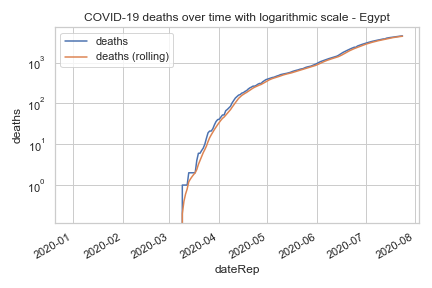 COVID-19 deaths over time with logarithmic scale - Egypt
deaths
deaths (rolling)
10³
10²
10¹
10⁰
deaths
2020-01
2020-02
2020-03
2020-04
2020-05
2020-06
2020-07
2020-08
dateRep